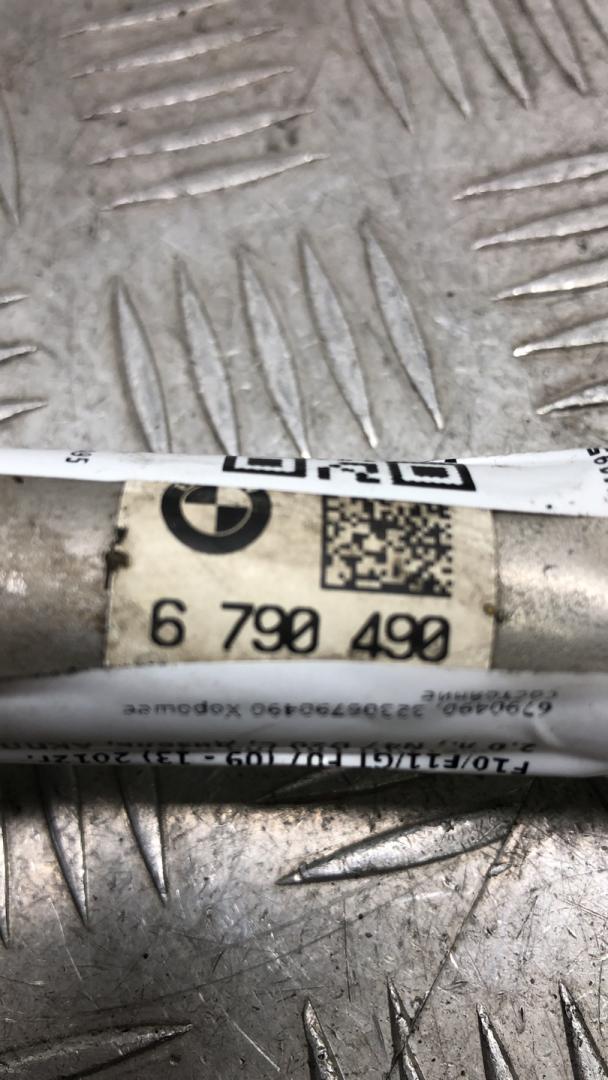 6 790 490
F10/F11/GT F07 (09 - 13) 2012г.
6790490, 32306790490 Хорошее
состояние